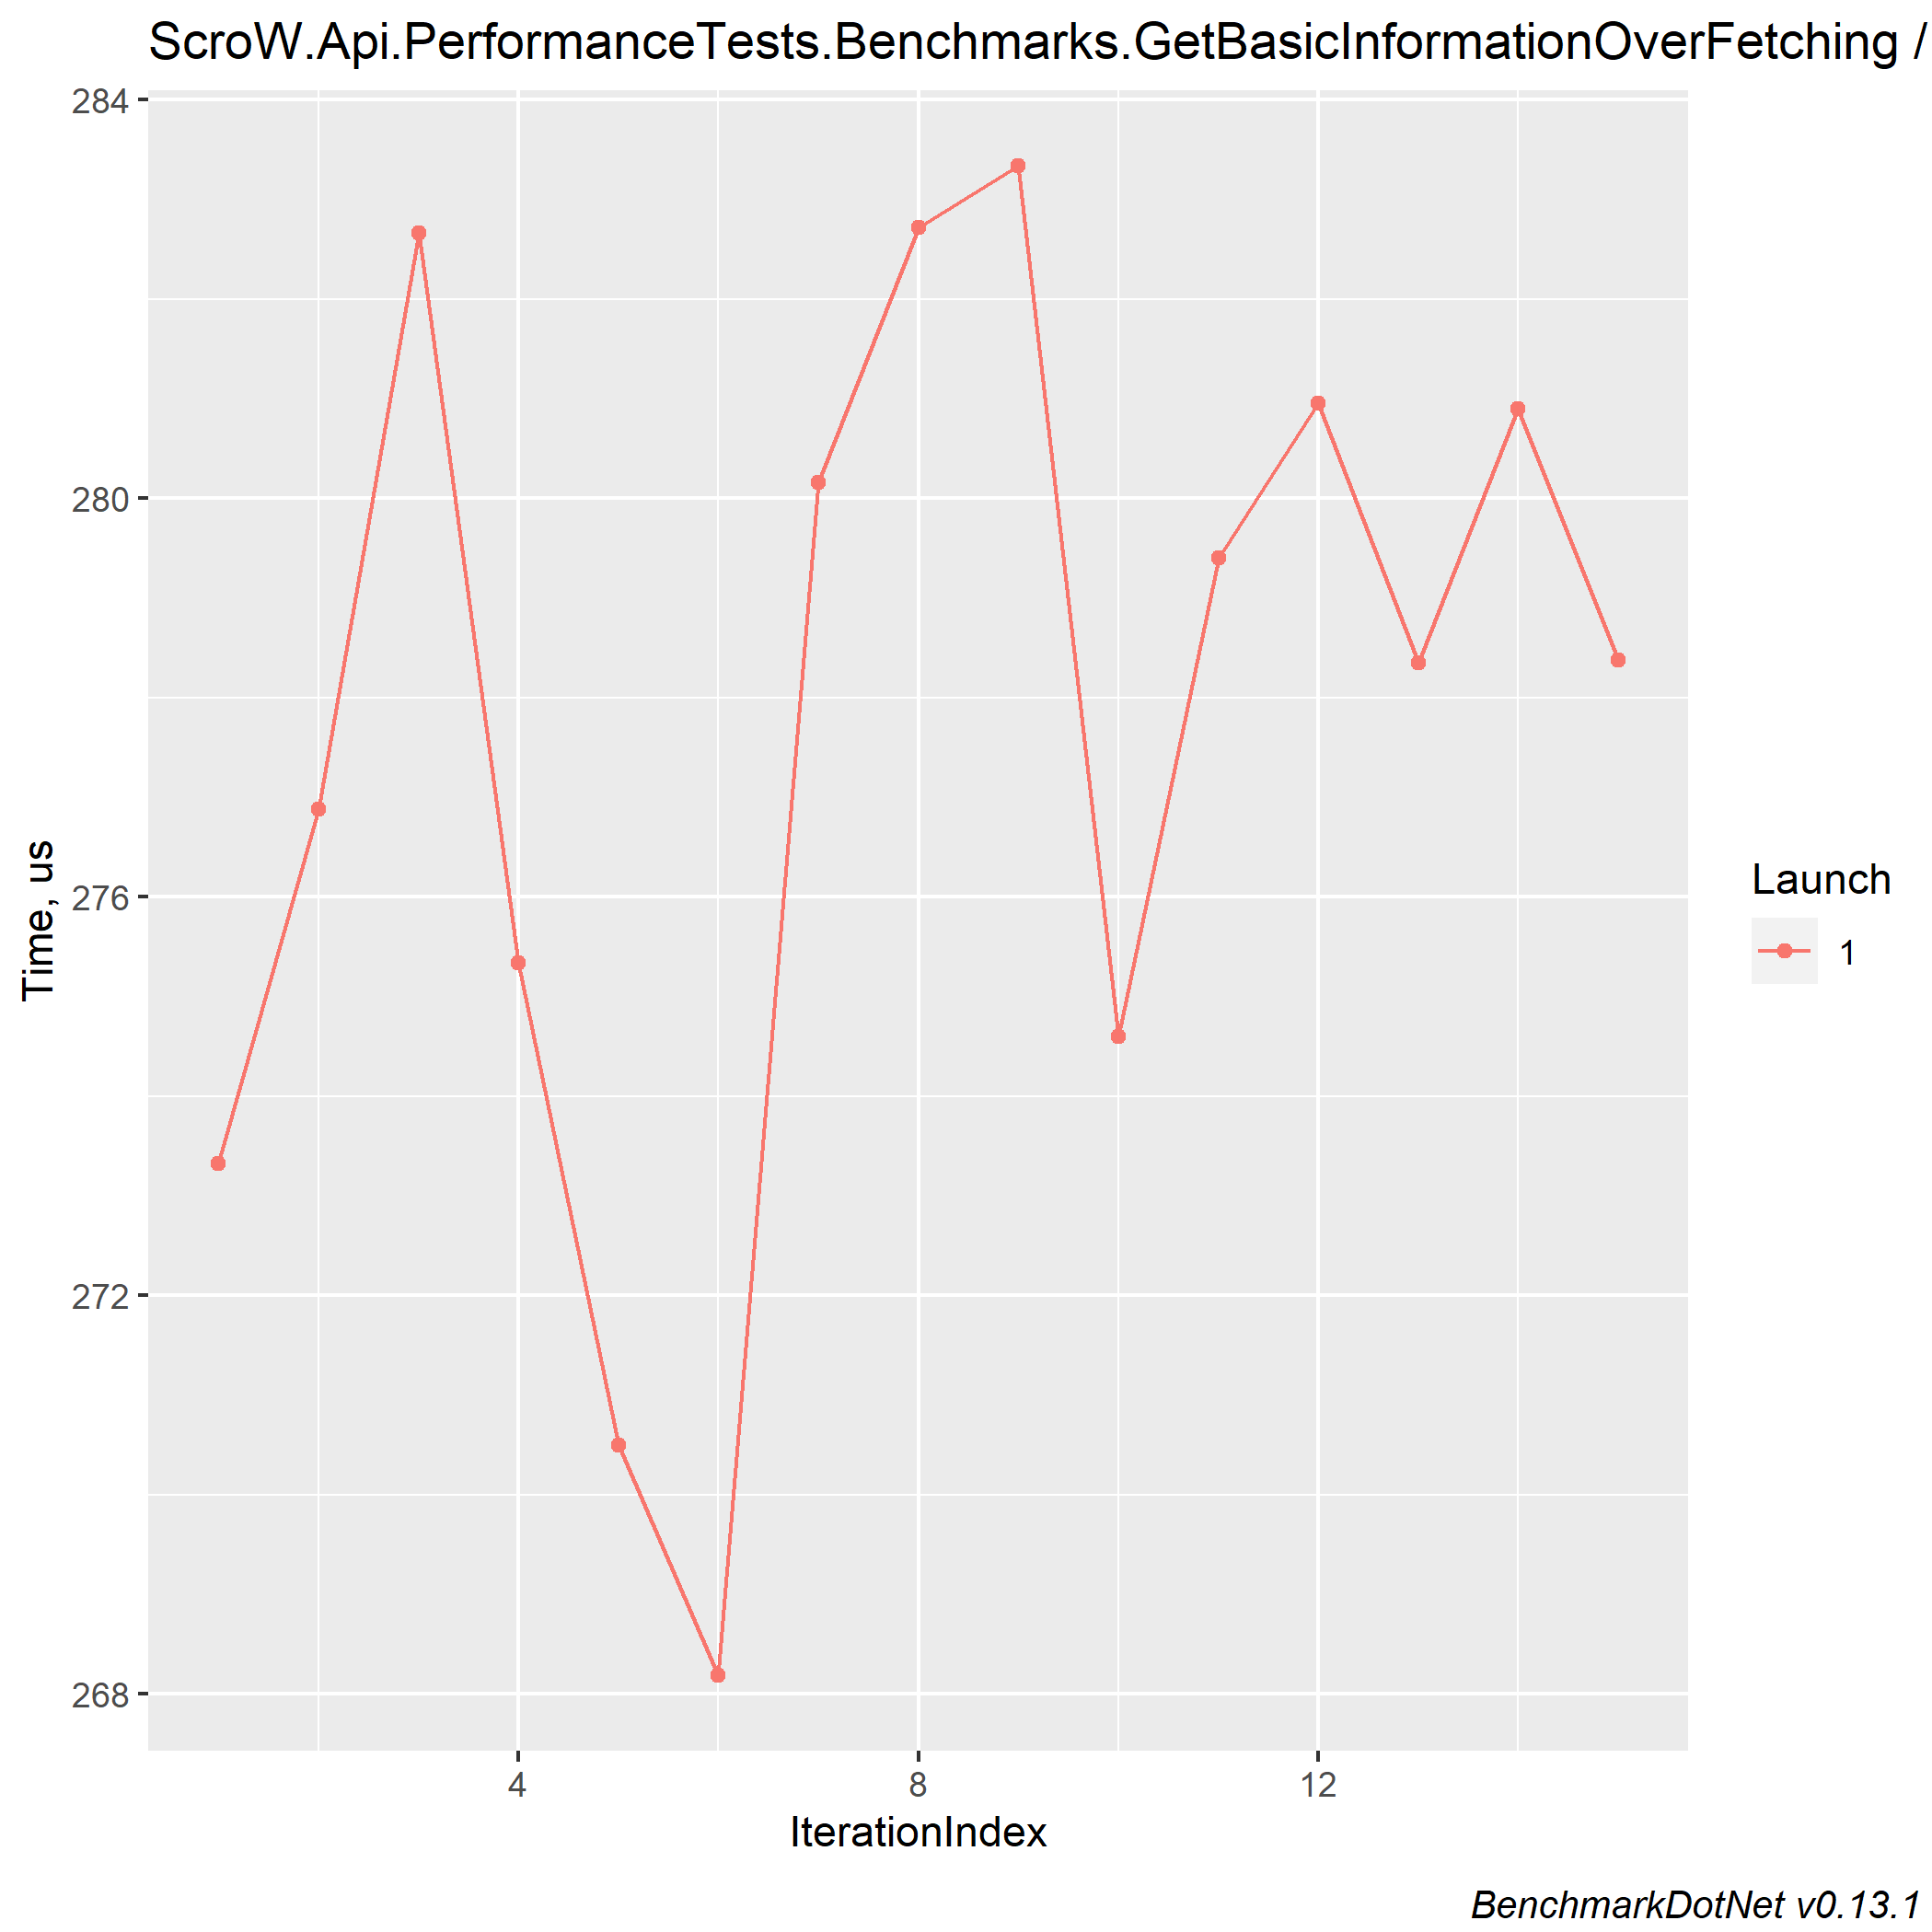 ScroW.Api.PerformanceTests.Benchmarks.GetBasicInformationOverFetching /
284
280
276
272
268
Time, us
4
8
12
IterationIndex
Launch
1
BenchmarkDotNet v0.13.1